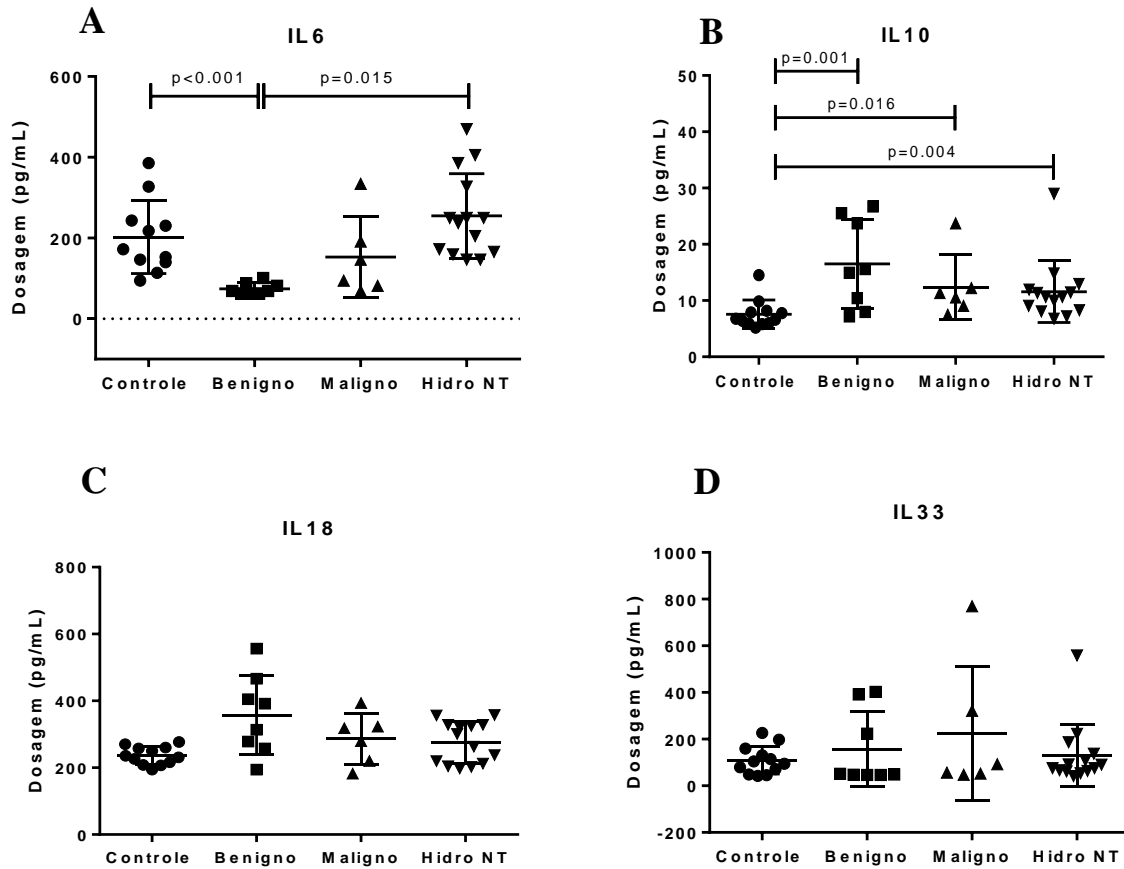 A
IL6
p<0.001
p=0.015
600
400
200
0
Dosagem (pg/mL)
Controle
Benigno
Maligno
Hidro NT
B
IL10
p=0.001
p=0.016
p=0.004
50
40
30
20
10
0
Dosagem (pg/mL)
Controle
Benigno
Maligno
Hidro NT
C
IL18
800
600
400
200
0
Dosagem (pg/mL)
Controle
Benigno
Maligno
Hidro NT
D
IL33
1000
800
600
400
200
0
-200
Dosagem (pg/mL)
Controle
Benigno
Maligno
Hidro NT